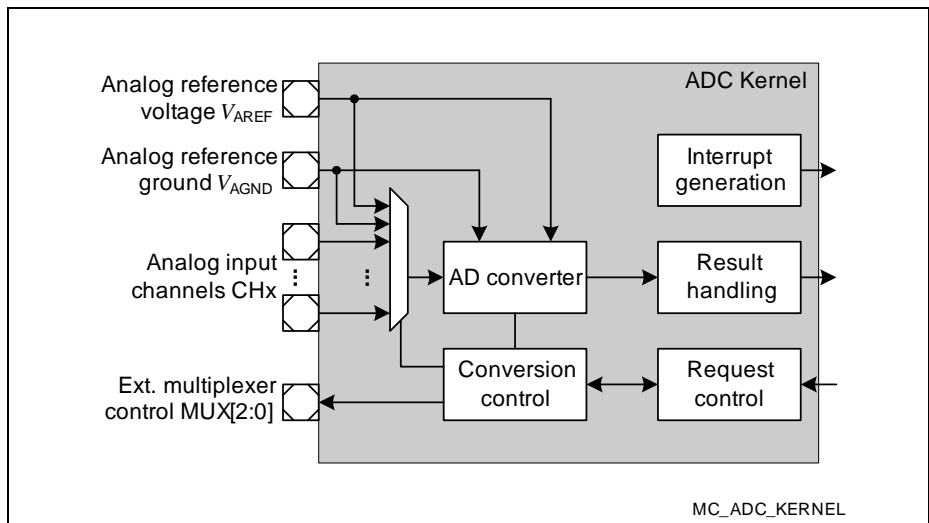 ADC Kernel
Analog reference
voltage VAREF
Analog reference
ground VAGND
Analog input
channels CHx
Ext. multiplexer
control MUX[2:0]
AD converter
Conversion
control
Interrupt
generation
Result
handling
Request
control
MC_ADC_KERNEL